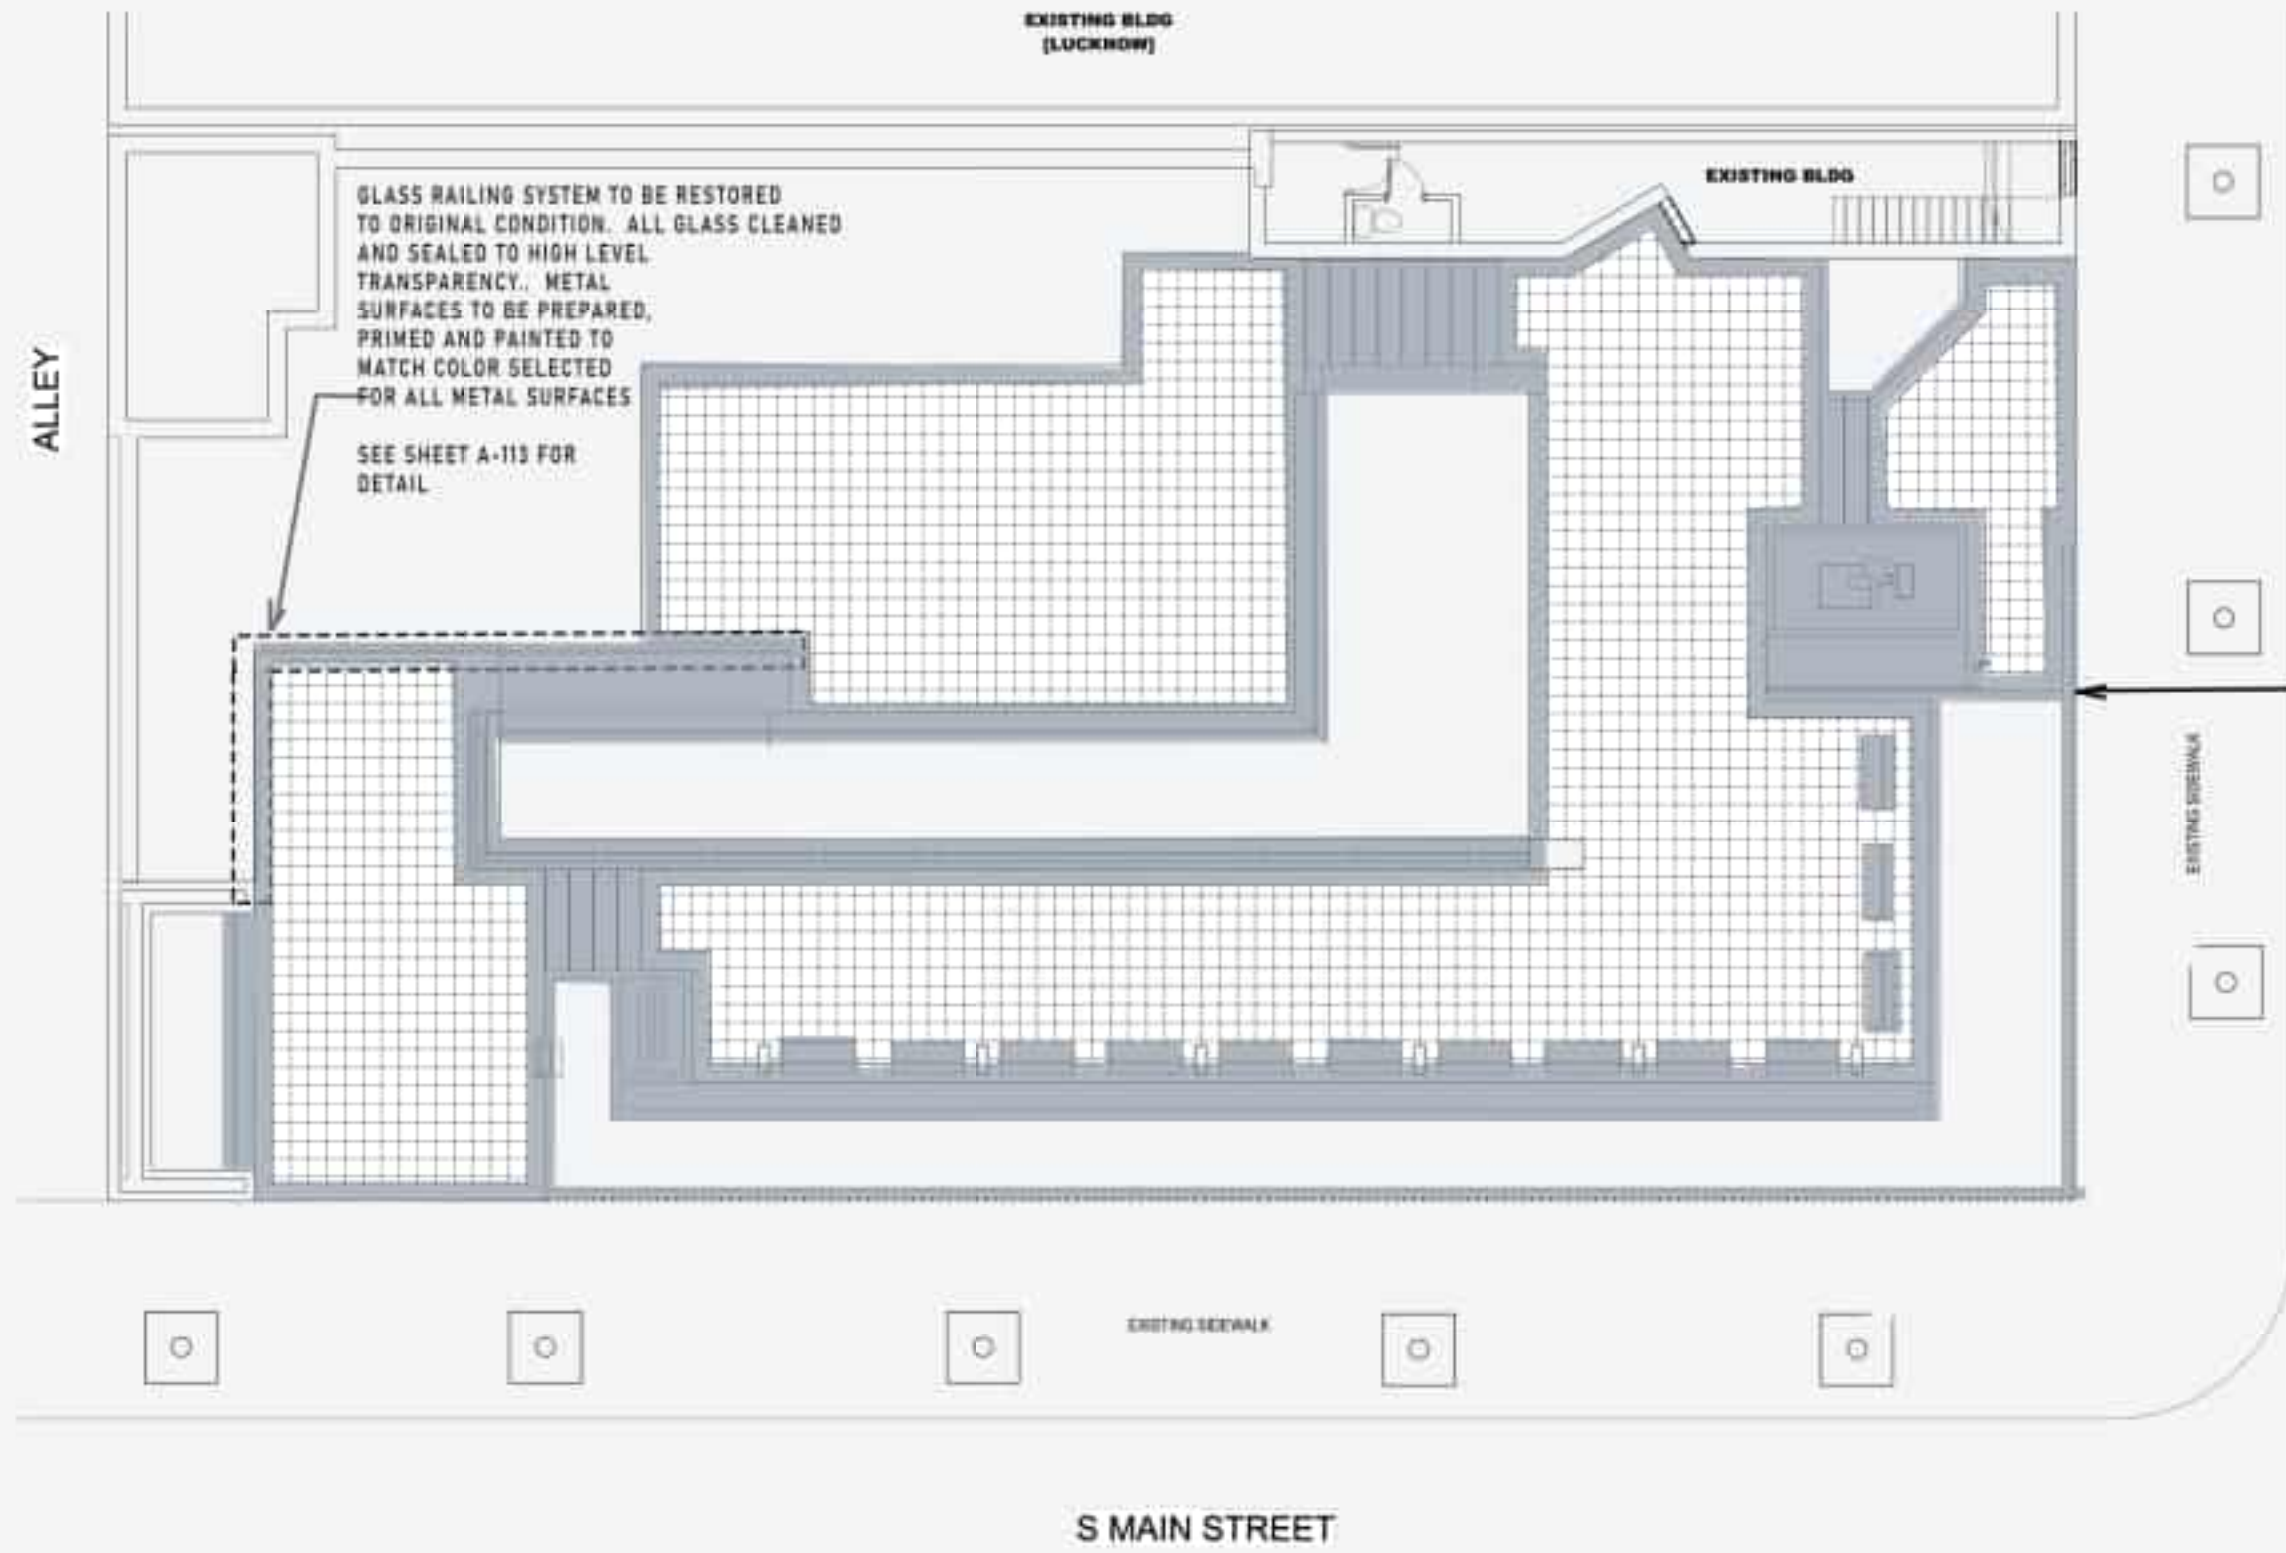 EXISTING BLDG
(LUCKNOW)
EXISTING BLDG
GLASS RAILING SYSTEM TO BE RESTORED
TO ORIGINAL CONDITION. ALL GLASS CLEANED
AND SEALED TO HIGH LEVEL
TRANSPARENCY.. METAL
SURFACES TO BE PREPARED,
PRIMED AND PAINTED TO
MATCH COLOR SELECTED
FOR ALL METAL SURFACES
SEE SHEET A-113 FOR
DETAIL
ALLEY
EXISTING SIDEWALK
EXISTING SIDEWALK
S MAIN STREET